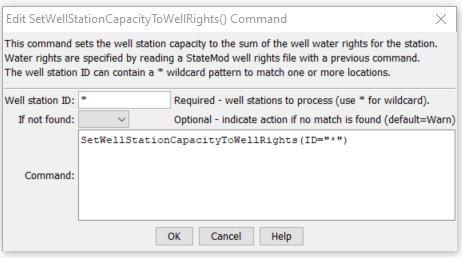 Edit SetWellStationCapacityToWellRights() Command
This command sets the well station capacity to the sum of the well water rights for the station.
Water rights are specified by reading a StateMod well rights file with a previous command.
The well station ID can contain a * wildcard pattern to match one or more locations.
Well station ID: * Required - well stations to process (use * for wildcard).
If not found: Optional - indicate action if no match is found (default=Warn)
SetWellStationCapacityToWellRights(ID="*")
Command:
OK Cancel Help